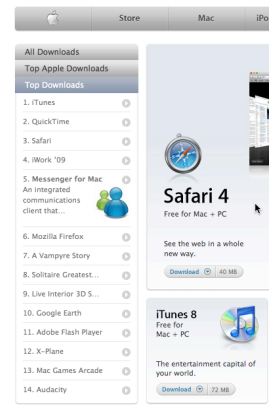 Store Mac iPo
All Downloads
Top Apple Downloads
Top Downloads
1. iTunes
2. QuickTime
3. Safari
4. iWork '09
5. Messenger for Mac
An integrated
communications
client that...
6. Mozilla Firefox
7. A Vampyre Story
8. Solitaire Greatest...
9. Live Interior 3D S...
10. Google Earth
11. Adobe Flash Player
12. X-Plane
13. Mac Games Arcade
14. Audacity
Safari 4
Free for Mac + PC
See the web in a whole
new way.
Download 40 MB
iTunes 8
Free for
Mac + PC
The entertainment capital of
your world.
Download 72 MB